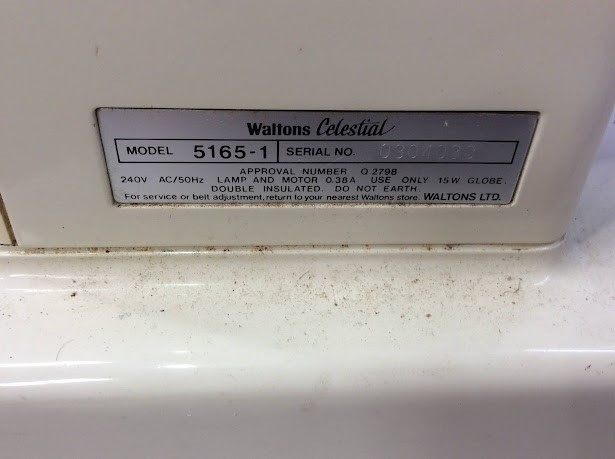 Waltons Celestial
MODEL 5165-1 SERIAL NO.
APPROVAL NUMBER Q2798
240V AC/50Hz LAMP AND MOTOR 0.38A USE ONLY 15W GLOBE.
DOUBLE INSULATED. DO NOT EARTH.
For service or belt adjustment, return to your nearest Waltons store. WALTONS LTD.